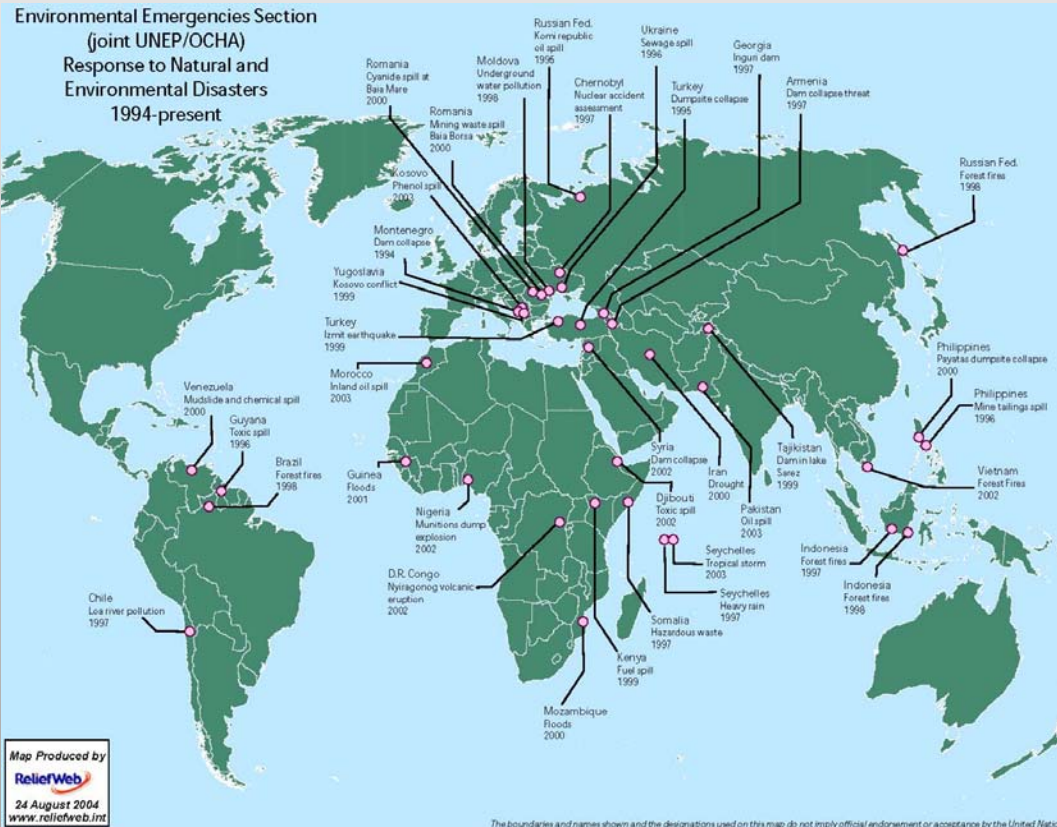 Environmental Emergencies Section
(joint UNEP/OCHA)
Response to Natural and
Environmental Disasters
1994-present
Romania
Cyanide spill at
Baia Mare
2000
Romania
Mining waste spill
Baia Borsa
2000
Moldova
Underground
water pollution
1998
Russian Fed.
Komi republic
oil spill
1995
Chernobyl
Nuclear accident
assessment
1997
Ukraine
Sewage spill
1996
Turkey
Dumpsite collapse
1995
Georgia
Inguri dam
1997
Armenia
Dam collapse threat
1997
Russian Fed.
Forest fires
1998
Kosovo
Phenol spill
Montenegro
Dam collapse
1994
Yugoslavia
Kosovo conflict
1999
Turkey
Izmit earthquake
1999
Morocco
Inland oil spill
2003
Venezuela
Mudslide and chemical spill
2000
Guyana
Toxic spill
1996
Brazil
Forest fires
1998
Guinea
Floods
2001
Nigeria
Munitions dump
explosion
2002
D.R. Congo
Nyiragong volcanic
eruption
2002
Chile
Loa river pollution
1997
Mozambique
Floods
2000
Kenya
Fuel spill
1999
Somalia
Hazardous waste
1997
Seychelles
Heavy rain
1997
Seychelles
Tropical storm
2003
Djibouti
Toxic spill
2002
Syria
Dam collapse
2002
Iran
Drought
2000
Pakistan
Oil spill
2003
Tajikistan
Dam in lake
Sarez
1999
Philippines
Payatas dumpsite collapse
2000
Philippines
Mine tailings spill
1996
Vietnam
Forest Fires
2002
Indonesia
Forest fires
1997
Indonesia
Forest fires
1998
Map Produced by
ReliefWeb
24 August 2004
www.reliefweb.int
The boundaries and names shown and the designations used on this map do not imply official endorsement or acceptance by the United